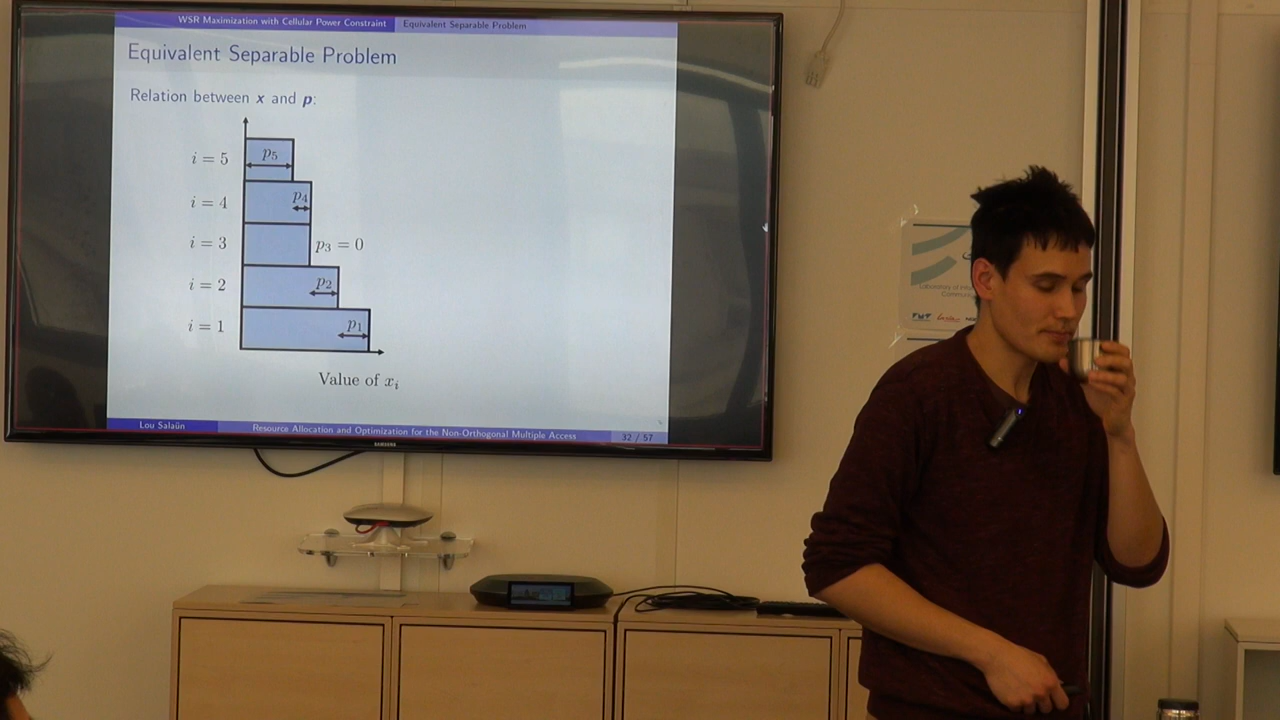 WSR Maximization with Cellular Power Constraint Equivalent Separable Problem
Equivalent Separable Problem
Relation between x and p:
i = 5 p₅
i = 4 p₄
i = 3 p₃ = 0
i = 2 p₂
i = 1 p₁
Value of xᵢ
Lou Salaün Resource Allocation and Optimization for the Non-Orthogonal Multiple Access 32 / 57
SAMSUNG